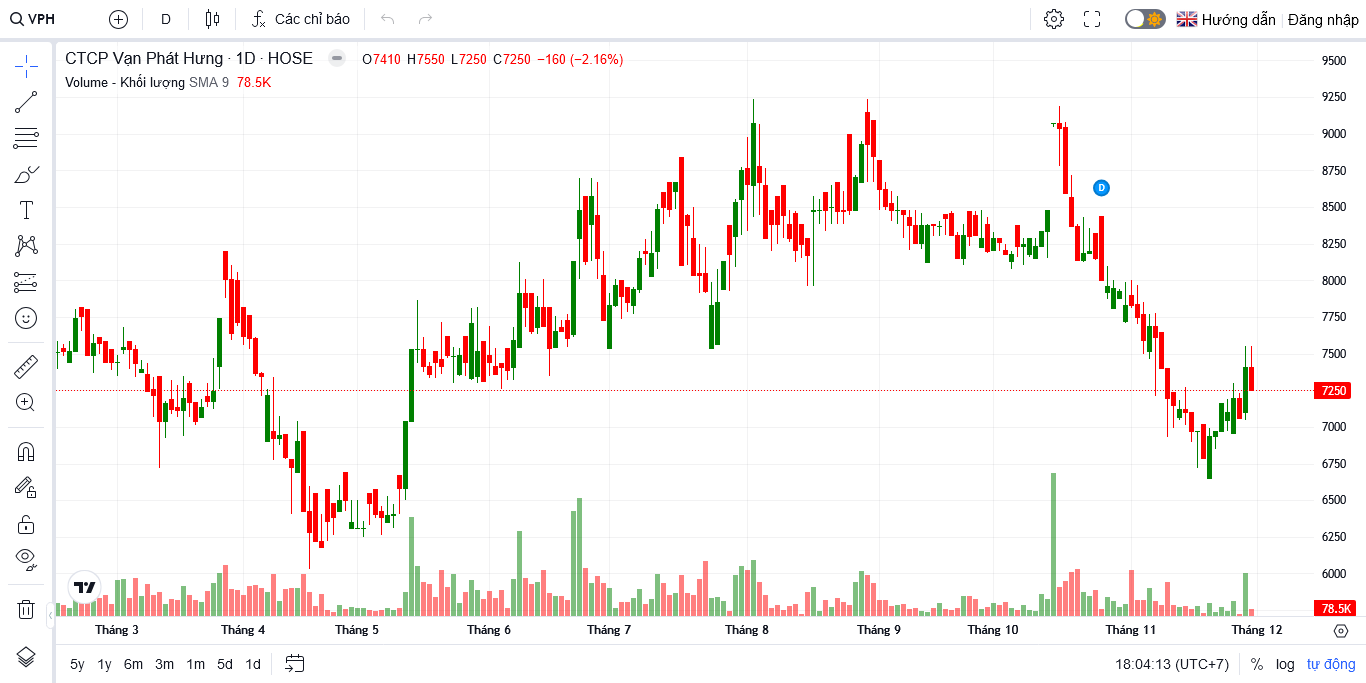 VPH D Các chỉ báo Hướng dẫn Đăng nhập
CTCP Vạn Phát Hưng · 1D · HOSE O7410 H7550 L7250 C7250 −160 (−2.16%)
Volume - Khối lượng SMA 9 78.5K
9500
9250
9000
8750
D
8500
8250
8000
7750
7500
7250
7000
6750
6500
6250
6000
78.5K
Tháng 3 Tháng 4 Tháng 5 Tháng 6 Tháng 7 Tháng 8 Tháng 9 Tháng 10 Tháng 11 Tháng 12
5y 1y 6m 3m 1m 5d 1d 18:04:13 (UTC+7) % log tự động